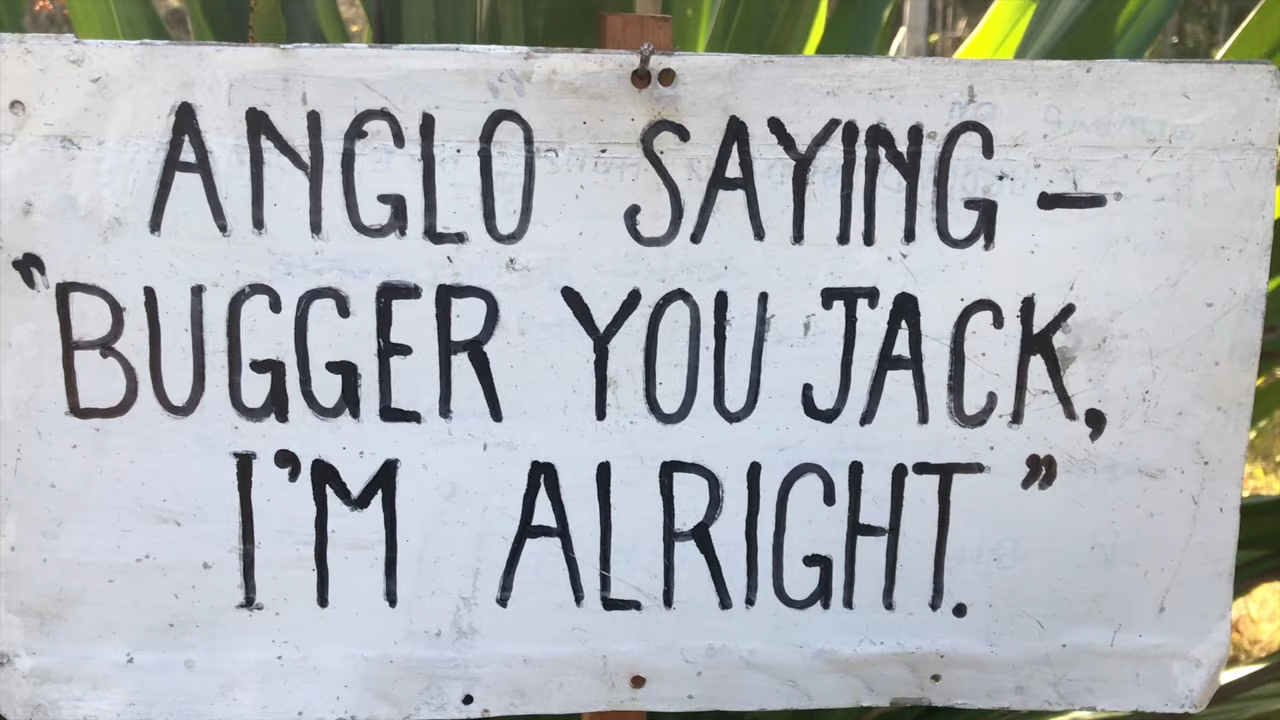 ANGLO SAYING –
"BUGGER YOU JACK,
I'M ALRIGHT."